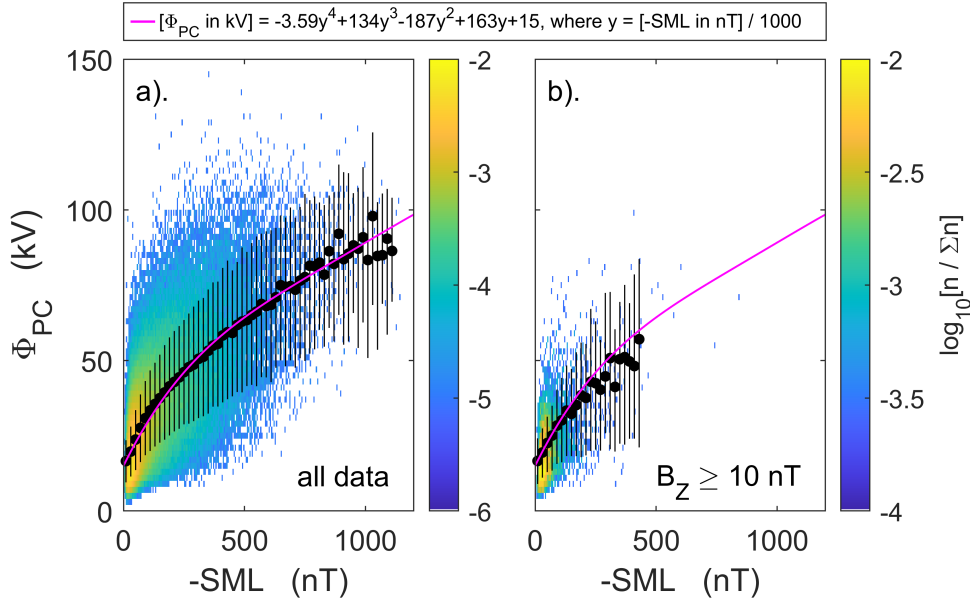 [Φ_PC in kV] = -3.59y^4+134y^3-187y^2+163y+15, where y = [-SML in nT] / 1000
a).
b).
150
100
50
0
Φ_PC (kV)
0 500 1000
-SML (nT)
all data
-2
-3
-4
-5
-6
0 500 1000
-SML (nT)
B_Z ≥ 10 nT
-2
-2.5
-3
-3.5
-4
log_10[n / Σn]